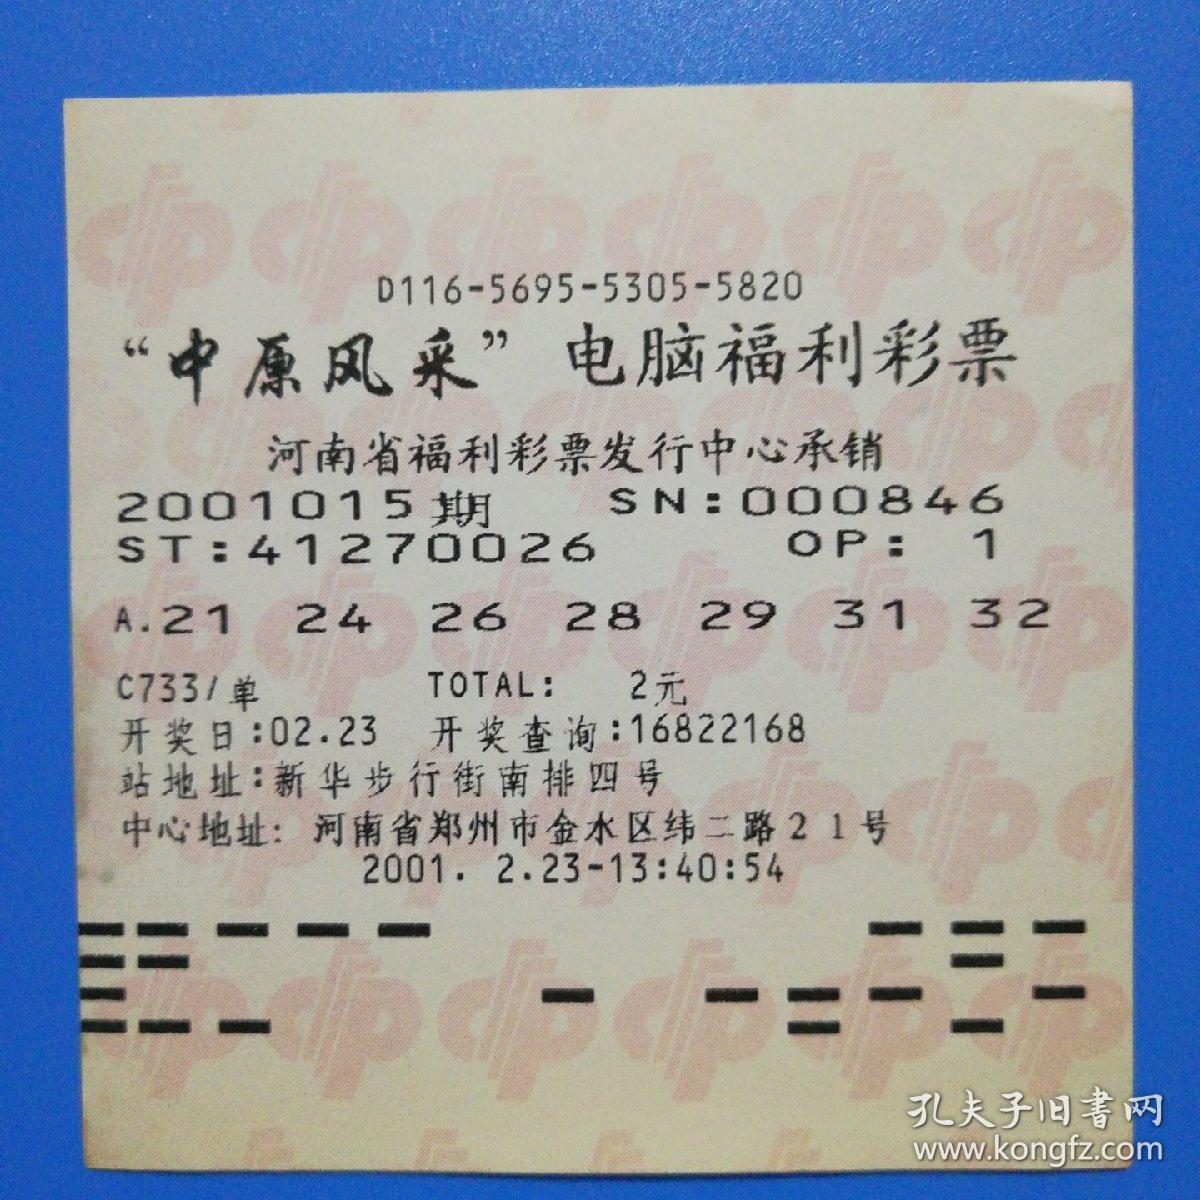 D116-5695-5305-5820
“中原风采”电脑福利彩票
河南省福利彩票发行中心承销
2001015期 SN:000846
ST:41270026 OP: 1
A.21 24 26 28 29 31 32
C733/单 TOTAL: 2元
开奖日:02.23 开奖查询:16822168
站地址:新华步行街南排四号
中心地址: 河南省郑州市金水区纬二路21号
2001. 2.23-13:40:54
孔夫子旧书网
www.kongfz.com